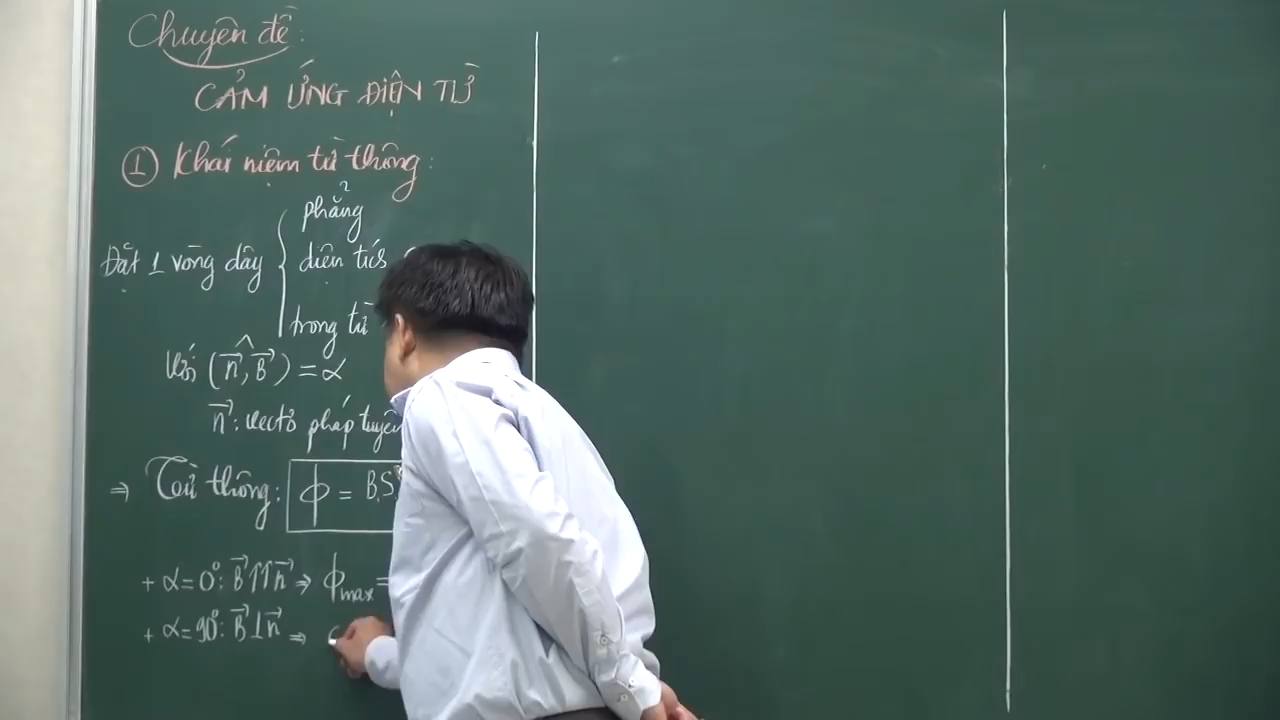 Chuyên đề:
CẢM ỨNG ĐIỆN TỪ
① Khái niệm từ thông:
phẳng
Đặt 1 vòng dây { diện tích
trong từ
Với (n⃗, B⃗) = α
n⃗: vectơ pháp tuyến
⇒ Từ thông: ϕ = B.S
+ α = 0°: B⃗ ↑↑ n⃗ ⇒ ϕmax =
+ α = 90°: B⃗ ⊥ n⃗ ⇒